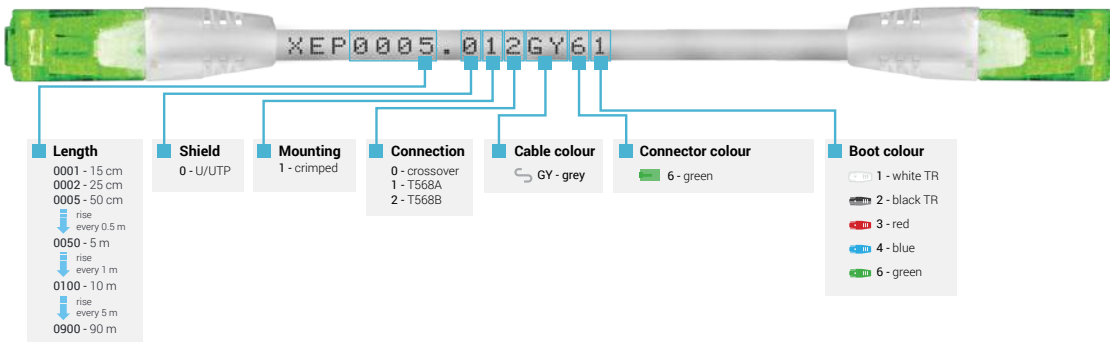 XEP0005.012GY61
Length
0001 - 15 cm
0002 - 25 cm
0005 - 50 cm
rise
every 0.5 m
0050 - 5 m
rise
every 1 m
0100 - 10 m
rise
every 5 m
0900 - 90 m
Shield
0 - U/UTP
Mounting
1 - crimped
Connection
0 - crossover
1 - T568A
2 - T568B
Cable colour
GY - grey
Connector colour
6 - green
Boot colour
1 - white TR
2 - black TR
3 - red
4 - blue
6 - green